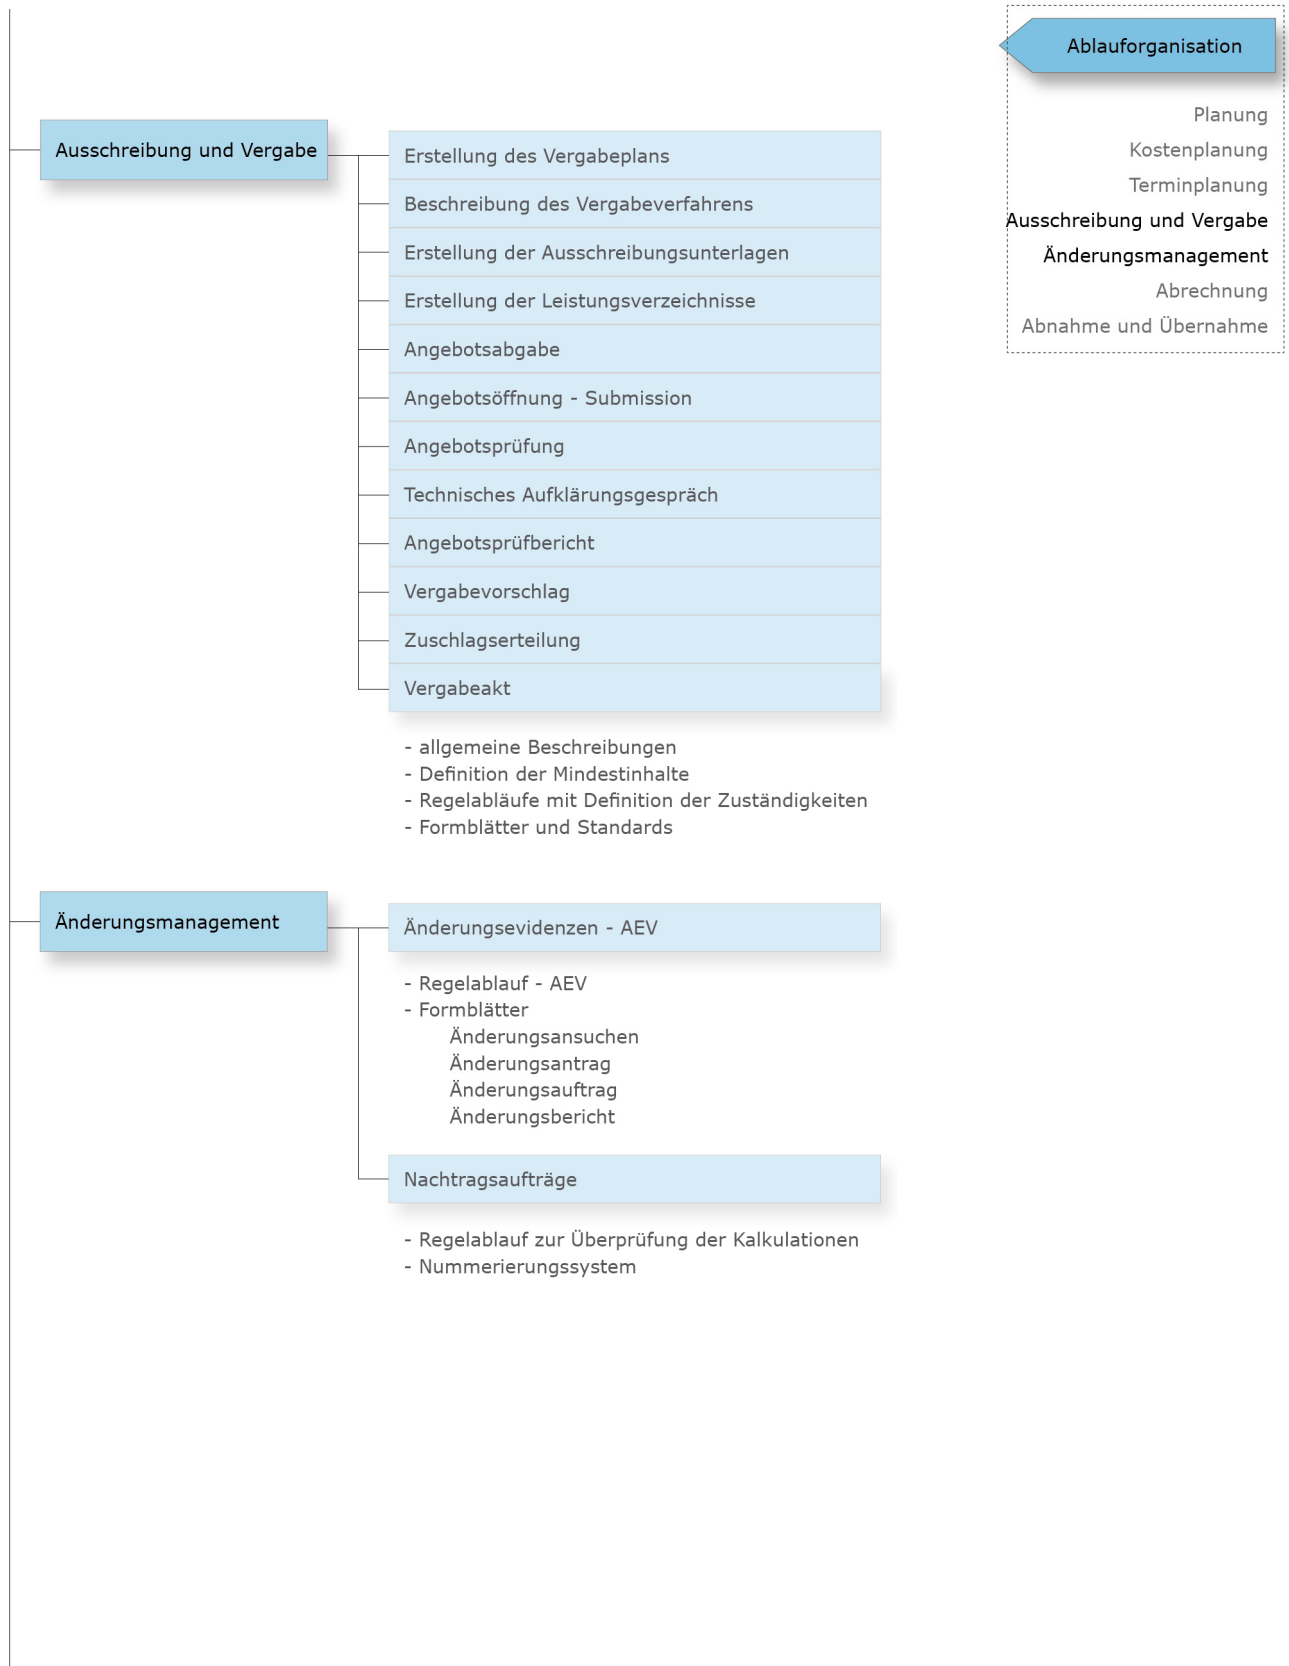 Ablauforganisation
Planung
Kostenplanung
Terminplanung
Ausschreibung und Vergabe
Änderungsmanagement
Abrechnung
Abnahme und Übernahme
Ausschreibung und Vergabe
Erstellung des Vergabeplans
Beschreibung des Vergabeverfahrens
Erstellung der Ausschreibungsunterlagen
Erstellung der Leistungsverzeichnisse
Angebotsabgabe
Angebotsöffnung - Submission
Angebotsprüfung
Technisches Aufklärungsgespräch
Angebotsprüfbericht
Vergabevorschlag
Zuschlagserteilung
Vergabeakt
- allgemeine Beschreibungen
- Definition der Mindestinhalte
- Regelabläufe mit Definition der Zuständigkeiten
- Formblätter und Standards
Änderungsmanagement
Änderungsevidenzen - AEV
- Regelablauf - AEV
- Formblätter
Änderungsansuchen
Änderungsantrag
Änderungsauftrag
Änderungsbericht
Nachtragsaufträge
- Regelablauf zur Überprüfung der Kalkulationen
- Nummerierungssystem